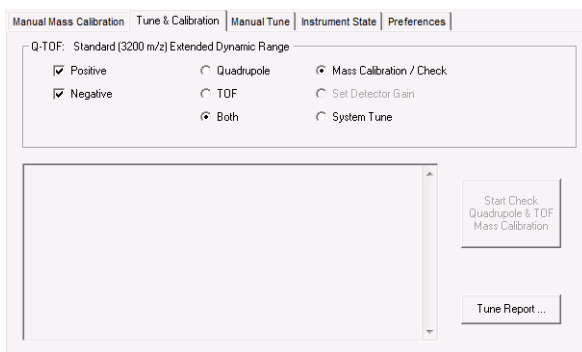 Manual Mass Calibration Tune & Calibration Manual Tune Instrument State Preferences
Q-TOF: Standard (3200 m/z) Extended Dynamic Range
Positive Quadrupole Mass Calibration / Check
Negative TOF Set Detector Gain
Both System Tune
Start Check
Quadrupole & TOF
Mass Calibration
Tune Report ...